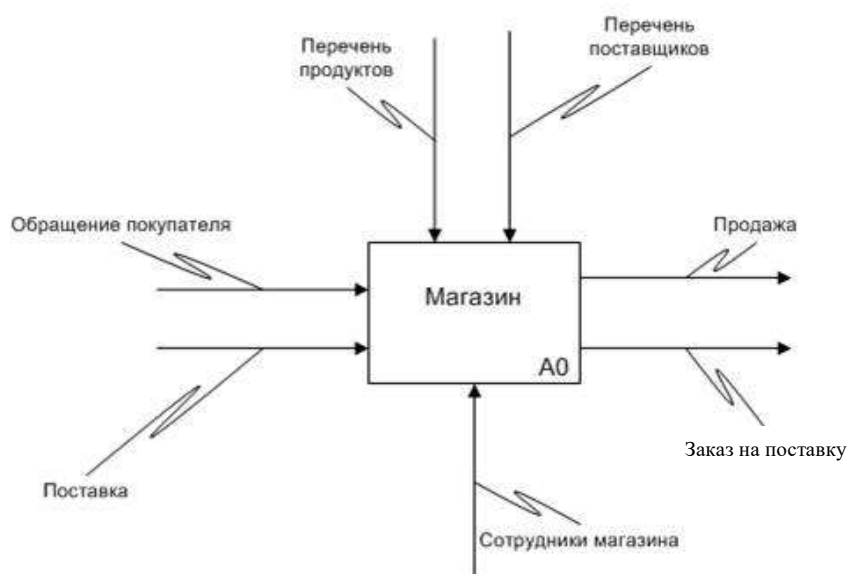 Перечень
продуктов
Перечень
поставщиков
Обращение покупателя
Продажа
Магазин
A0
Заказ на поставку
Поставка
Сотрудники магазина